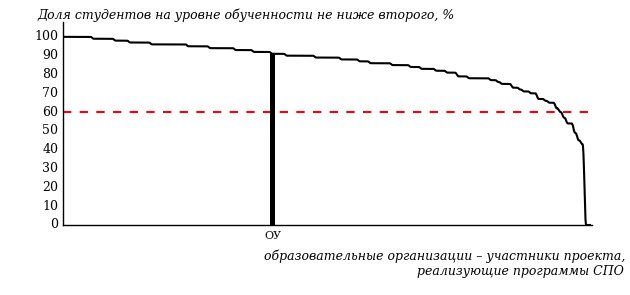 Доля студентов на уровне обученности не ниже второго, %
100
90
80
70
60
50
40
30
20
10
0
ОУ
образовательные организации – участники проекта,
реализующие программы СПО